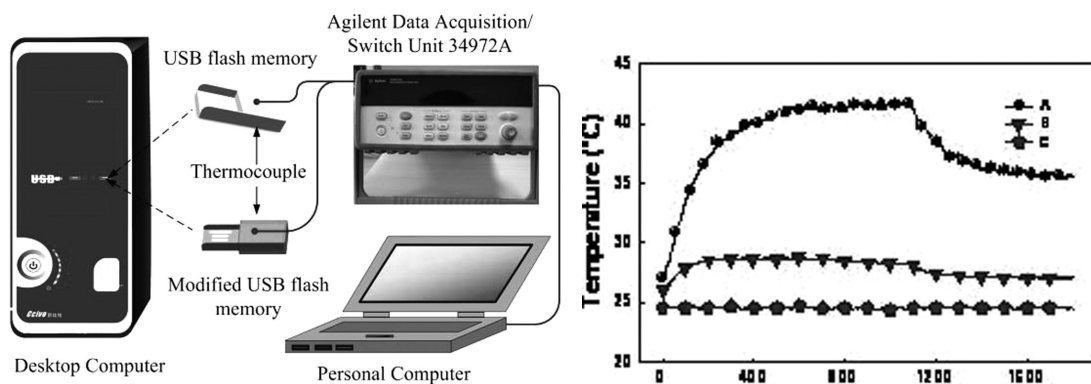 Agilent Data Acquisition/
Switch Unit 34972A
USB flash memory
Thermocouple
USB
Modified USB flash
memory
Desktop Computer
Personal Computer
Temperature (°C)
45
40
35
30
25
20
0
400
800
1200
1600
A
B
C